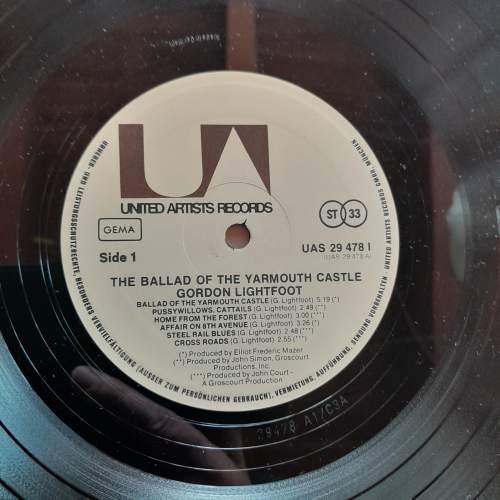 UA
UNITED ARTISTS RECORDS
GEMA
ST 33
Side 1
UAS 29 478 I
(UAS 29 478 A)
THE BALLAD OF THE YARMOUTH CASTLE
GORDON LIGHTFOOT
BALLAD OF THE YARMOUTH CASTLE (G. Lightfoot) 5.19 (*)
PUSSYWILLOWS, CATTAILS (G. Lightfoot) 2.49 (**)
HOME FROM THE FOREST (G. Lightfoot) 3.00 (***)
AFFAIR ON 8TH AVENUE (G. Lightfoot) 3.26 (*)
STEEL RAIL BLUES (G. Lightfoot) 2.48 (***)
CROSS ROADS (G. Lightfoot) 2.55 (***)
(*) Produced by Elliot Frederic Mazer
(**) Produced by John Simon, Groscourt
Productions, Inc.
(***) Produced by John Court -
A Groscourt Production
URHEBER- UND LEISTUNGSSCHUTZRECHTE, BESONDERS VERVIELFÄLTIGUNG (AUSSER ZUM PERSÖNLICHEN GEBRAUCH), VERMIETUNG, AUFFÜHRUNG, SENDUNG VORBEHALTEN · UNITED ARTISTS RECORDS GMBH, MÜNCHEN
29478 A1/C3A